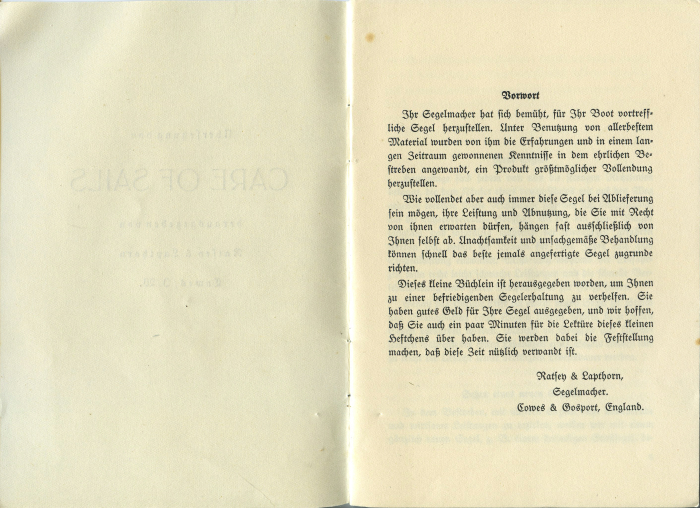 CARE OF SAILS
Vorwort
Ihr Segelmacher hat sich bemüht, für Ihr Boot vortreff-
liche Segel herzustellen. Unter Benutzung von allerbestem
Material wurden von ihm die Erfahrungen und in einem lan-
gen Zeitraum gewonnenen Kenntnisse in dem ehrlichen Be-
streben angewandt, ein Produkt größtmöglicher Vollendung
herzustellen.
Wie vollendet aber auch immer diese Segel bei Ablieferung
sein mögen, ihre Leistung und Abnutzung, die Sie mit Recht
von ihnen erwarten dürfen, hängen fast ausschließlich von
Ihnen selbst ab. Unachtsamkeit und unsachgemäße Behandlung
können schnell das beste jemals angefertigte Segel zugrunde
richten.
Dieses kleine Büchlein ist herausgegeben worden, um Ihnen
zu einer befriedigenden Segelerhaltung zu verhelfen. Sie
haben gutes Geld für Ihre Segel ausgegeben, und wir hoffen,
daß Sie auch ein paar Minuten für die Lektüre dieses kleinen
Heftchens über haben. Sie werden dabei die Feststellung
machen, daß diese Zeit nützlich verwandt ist.
Ratsey & Lapthorn,
Segelmacher.
Cowes & Gosport, England.